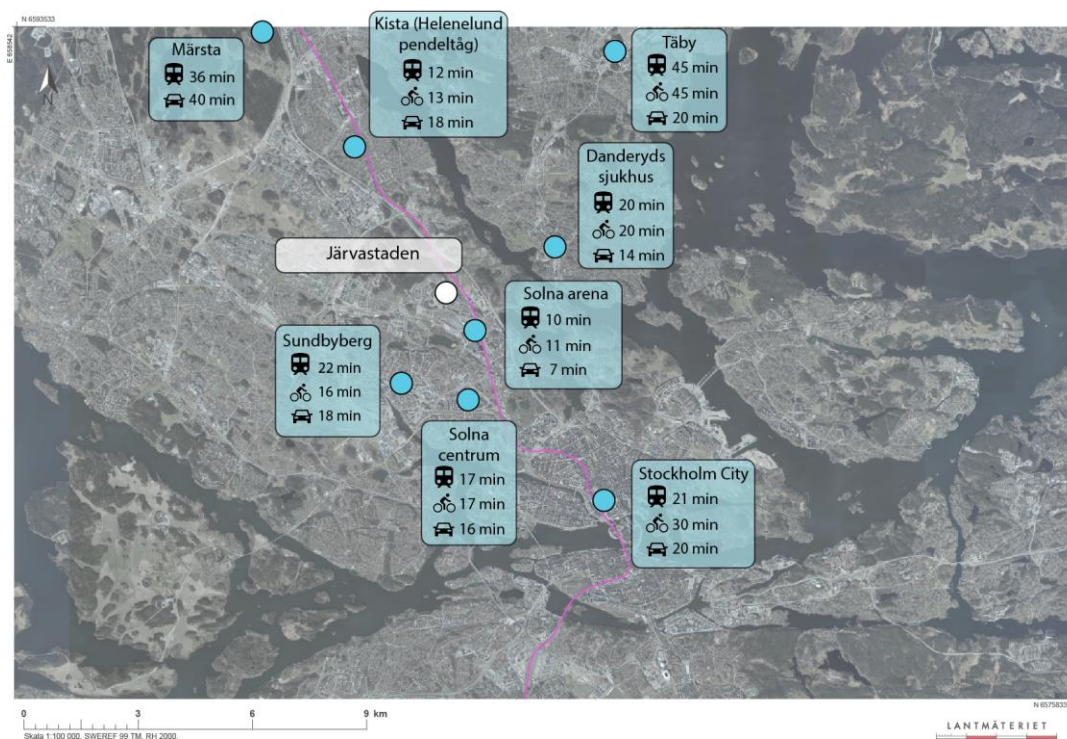 N 6593533
E 658542
N
Märsta
36 min
40 min
Kista (Helenelund
pendeltåg)
12 min
13 min
18 min
Täby
45 min
45 min
20 min
Danderyds
sjukhus
20 min
20 min
14 min
Järvastaden
Solna arena
10 min
11 min
7 min
Sundbyberg
22 min
16 min
18 min
Solna
centrum
17 min
17 min
16 min
Stockholm City
21 min
30 min
20 min
N 6575833
0 3 6 9 km
Skala 1:100 000, SWEREF 99 TM, RH 2000.
LANTMÄTERIET